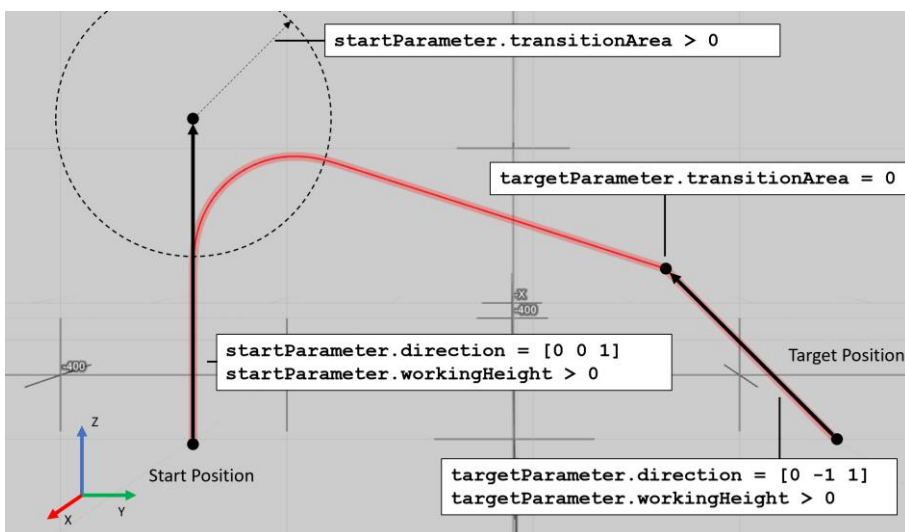 startParameter.transitionArea > 0
targetParameter.transitionArea = 0
-X
-400
-400
startParameter.direction = [0 0 1]
startParameter.workingHeight > 0
Target Position
Z
Start Position
X
Y
targetParameter.direction = [0 -1 1]
targetParameter.workingHeight > 0